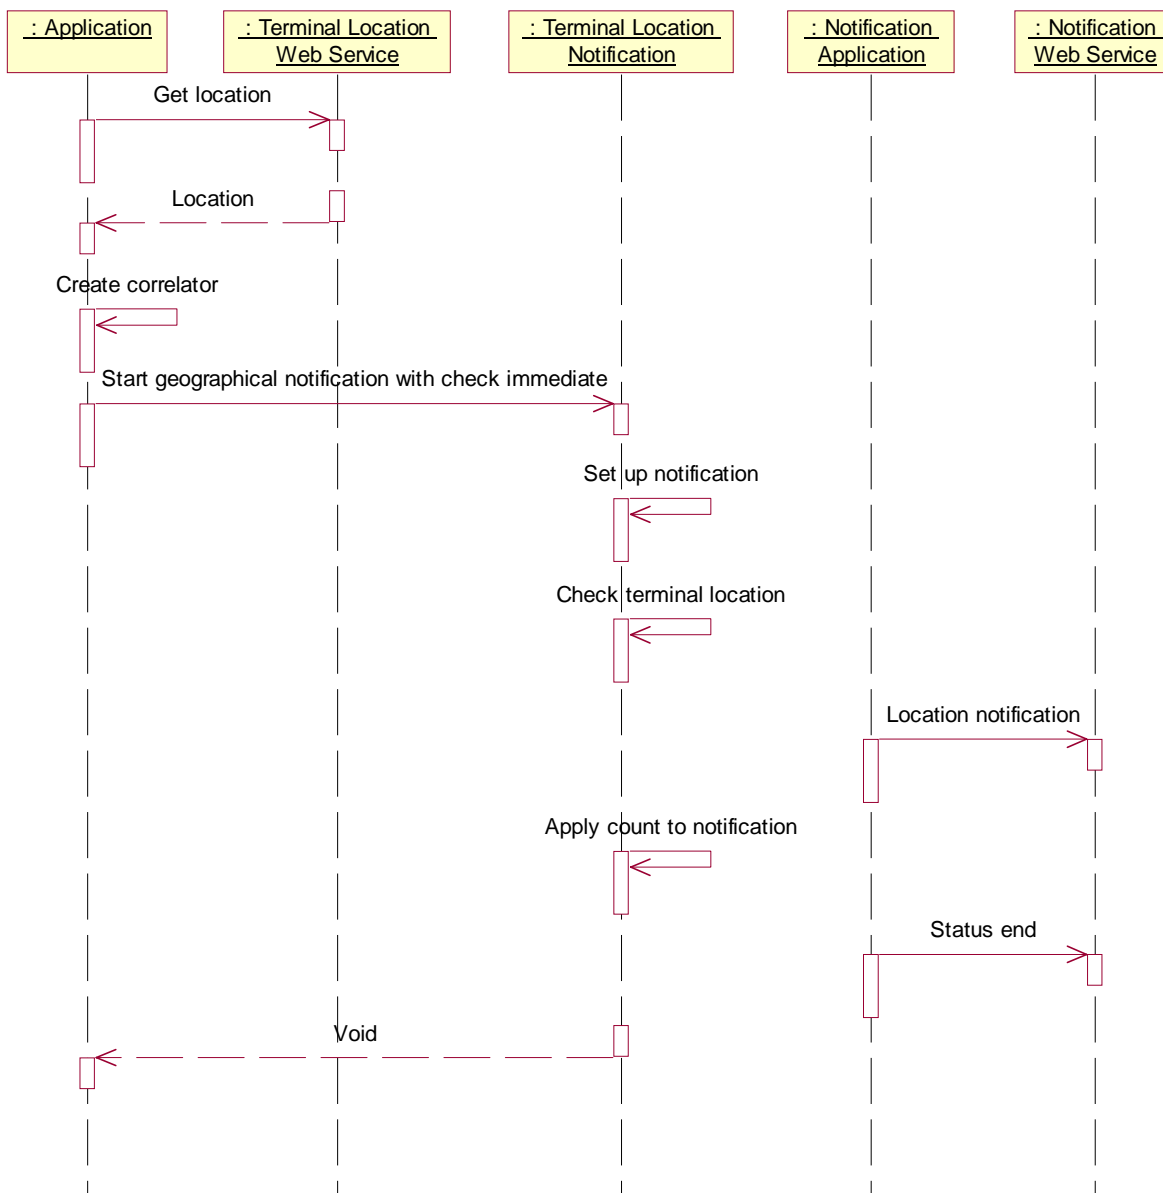 : Application
: Terminal Location
Web Service
: Terminal Location
Notification
: Notification
Application
: Notification
Web Service
Get location
Location
Create correlator
Start geographical notification with check immediate
Set up notification
Check terminal location
Location notification
Apply count to notification
Status end
Void